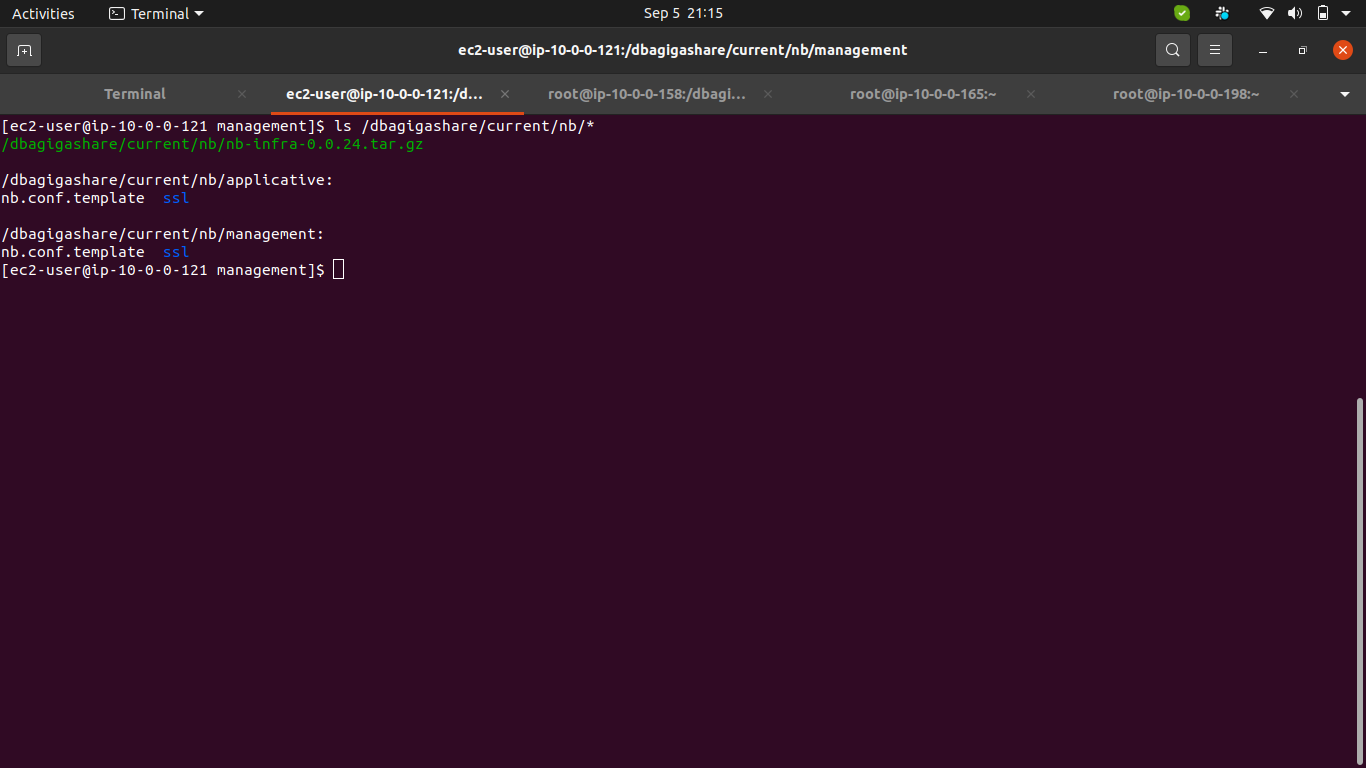 Activities Terminal Sep 5 21:15
ec2-user@ip-10-0-0-121:/dbagigashare/current/nb/management
Terminal ec2-user@ip-10-0-0-121:/d... root@ip-10-0-0-158:/dbagi... root@ip-10-0-0-165:~ root@ip-10-0-0-198:~
[ec2-user@ip-10-0-0-121 management]$ ls /dbagigashare/current/nb/*
/dbagigashare/current/nb/nb-infra-0.0.24.tar.gz
/dbagigashare/current/nb/applicative:
nb.conf.template ssl
/dbagigashare/current/nb/management:
nb.conf.template ssl
[ec2-user@ip-10-0-0-121 management]$